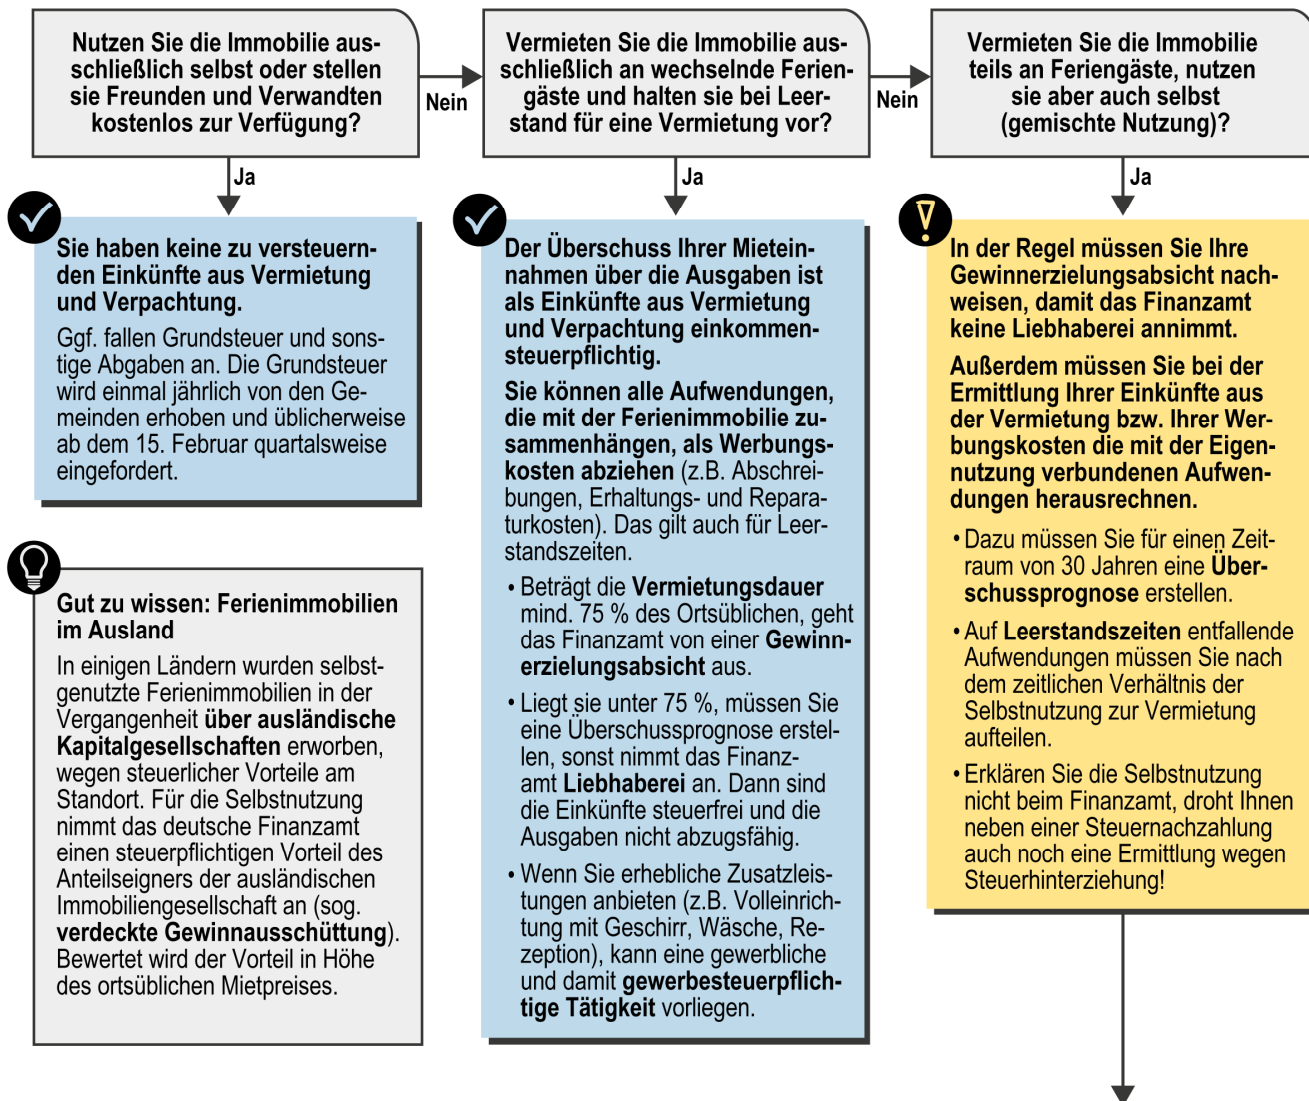 Nutzen Sie die Immobilie aus-
schließlich selbst oder stellen
sie Freunden und Verwandten
kostenlos zur Verfügung?
Nein
Vermieten Sie die Immobilie aus-
schließlich an wechselnde Ferien-
gäste und halten sie bei Leer-
stand für eine Vermietung vor?
Nein
Vermieten Sie die Immobilie
teils an Feriengäste, nutzen
sie aber auch selbst
(gemischte Nutzung)?
Ja
Ja
Ja
Sie haben keine zu versteuern-
den Einkünfte aus Vermietung
und Verpachtung.
Ggf. fallen Grundsteuer und sons-
tige Abgaben an. Die Grundsteuer
wird einmal jährlich von den Ge-
meinden erhoben und üblicherweise
ab dem 15. Februar quartalsweise
eingefordert.
Gut zu wissen: Ferienimmobilien
im Ausland
In einigen Ländern wurden selbst-
genutzte Ferienimmobilien in der
Vergangenheit über ausländische
Kapitalgesellschaften erworben,
wegen steuerlicher Vorteile am
Standort. Für die Selbstnutzung
nimmt das deutsche Finanzamt
einen steuerpflichtigen Vorteil des
Anteilseigners der ausländischen
Immobiliengesellschaft an (sog.
verdeckte Gewinnausschüttung).
Bewertet wird der Vorteil in Höhe
des ortsüblichen Mietpreises.
Der Überschuss Ihrer Mietein-
nahmen über die Ausgaben ist
als Einkünfte aus Vermietung
und Verpachtung einkommen-
steuerpflichtig.
Sie können alle Aufwendungen,
die mit der Ferienimmobilie zu-
sammenhängen, als Werbungs-
kosten abziehen (z.B. Abschrei-
bungen, Erhaltungs- und Repara-
turkosten). Das gilt auch für Leer-
standszeiten.
• Beträgt die Vermietungsdauer
mind. 75 % des Ortsüblichen, geht
das Finanzamt von einer Gewinn-
erzielungsabsicht aus.
• Liegt sie unter 75 %, müssen Sie
eine Überschussprognose erstel-
len, sonst nimmt das Finanz-
amt Liebhaberei an. Dann sind
die Einkünfte steuerfrei und die
Ausgaben nicht abzugsfähig.
• Wenn Sie erhebliche Zusatzleis-
tungen anbieten (z.B. Volleinrich-
tung mit Geschirr, Wäsche, Re-
zeption), kann eine gewerbliche
und damit gewerbesteuerpflich-
tige Tätigkeit vorliegen.
In der Regel müssen Sie Ihre
Gewinnerzielungsabsicht nach-
weisen, damit das Finanzamt
keine Liebhaberei annimmt.
Außerdem müssen Sie bei der
Ermittlung Ihrer Einkünfte aus
der Vermietung bzw. Ihrer Wer-
bungskosten die mit der Eigen-
nutzung verbundenen Aufwen-
dungen herausrechnen.
• Dazu müssen Sie für einen Zeit-
raum von 30 Jahren eine Über-
schussprognose erstellen.
• Auf Leerstandszeiten entfallende
Aufwendungen müssen Sie nach
dem zeitlichen Verhältnis der
Selbstnutzung zur Vermietung
aufteilen.
• Erklären Sie die Selbstnutzung
nicht beim Finanzamt, droht Ihnen
neben einer Steuernachzahlung
auch noch eine Ermittlung wegen
Steuerhinterziehung!